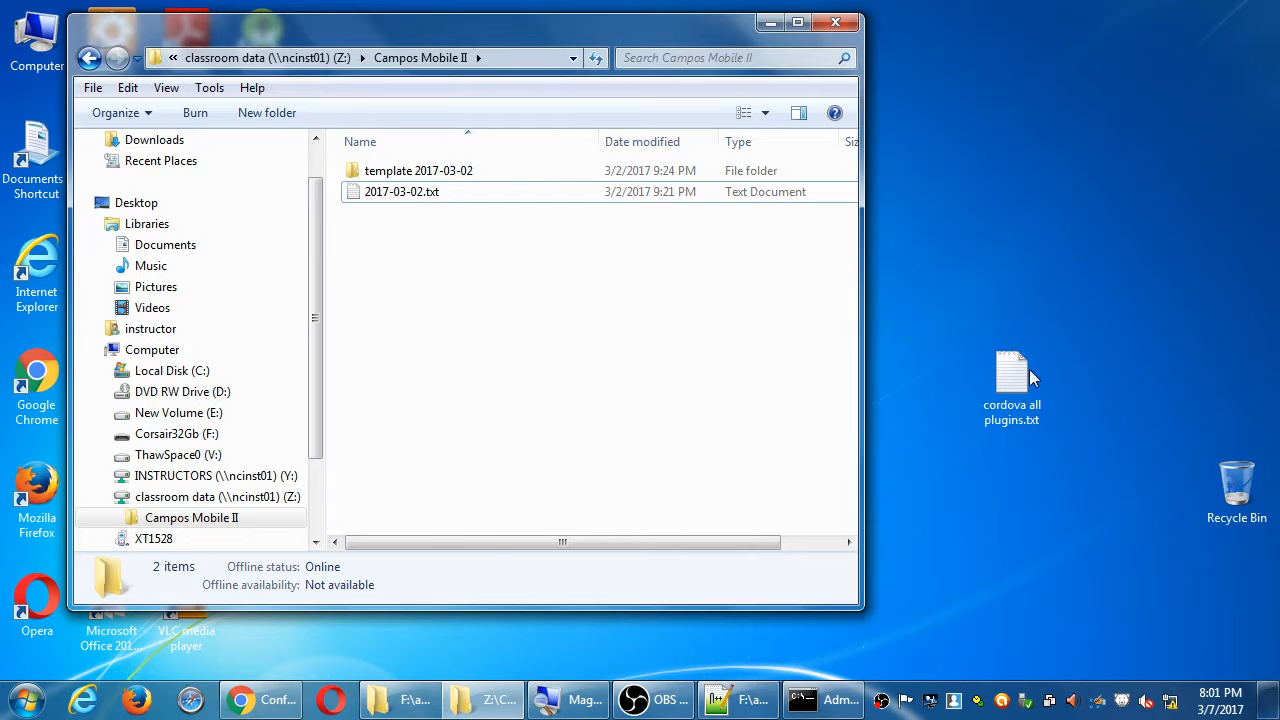 Computer
Documents
Shortcut
Internet
Explorer
Google
Chrome
Mozilla
Firefox
Opera
Microsoft
Office 201...
VLC media
player
« classroom data (\\ncinst01) (Z:) Campos Mobile II
Search Campos Mobile II
File Edit View Tools Help
Organize Burn New folder
Downloads
Recent Places
Desktop
Libraries
Documents
Music
Pictures
Videos
instructor
Computer
Local Disk (C:)
DVD RW Drive (D:)
New Volume (E:)
Corsair32Gb (F:)
ThawSpace0 (V:)
INSTRUCTORS (\\ncinst01) (Y:)
classroom data (\\ncinst01) (Z:)
Campos Mobile II
XT1528
Name Date modified Type Siz
template 2017-03-02 3/2/2017 9:24 PM File folder
2017-03-02.txt 3/2/2017 9:21 PM Text Document
2 items Offline status: Online
Offline availability: Not available
cordova all
plugins.txt
Recycle Bin
Conf... F:\a... Z:\C... Mag... OBS ... F:\a... Adm...
8:01 PM
3/7/2017